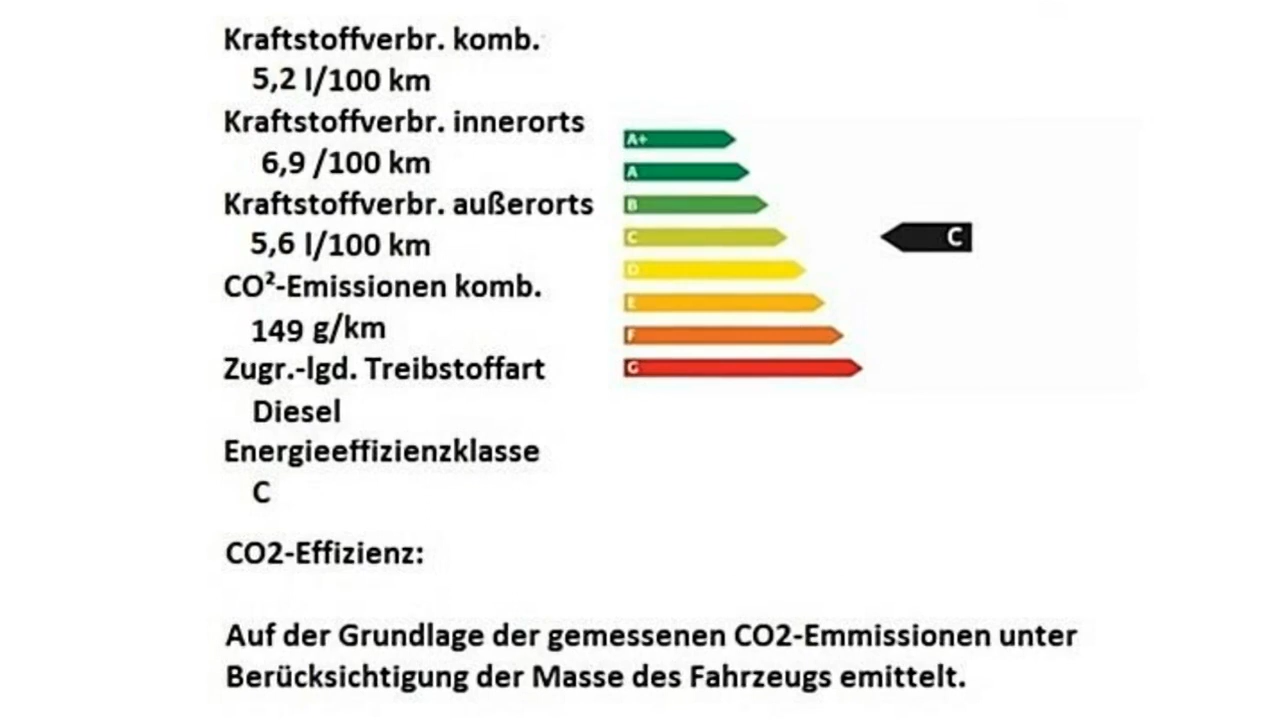 Kraftstoffverbr. komb.
5,2 l/100 km
Kraftstoffverbr. innerorts
6,9 /100 km
Kraftstoffverbr. außerorts
5,6 l/100 km
CO²-Emissionen komb.
149 g/km
Zugr.-lgd. Treibstoffart
Diesel
Energieeffizienzklasse
C
A+
A
B
C
D
E
F
G
C
CO2-Effizienz:
Auf der Grundlage der gemessenen CO2-Emmissionen unter
Berücksichtigung der Masse des Fahrzeugs emittelt.